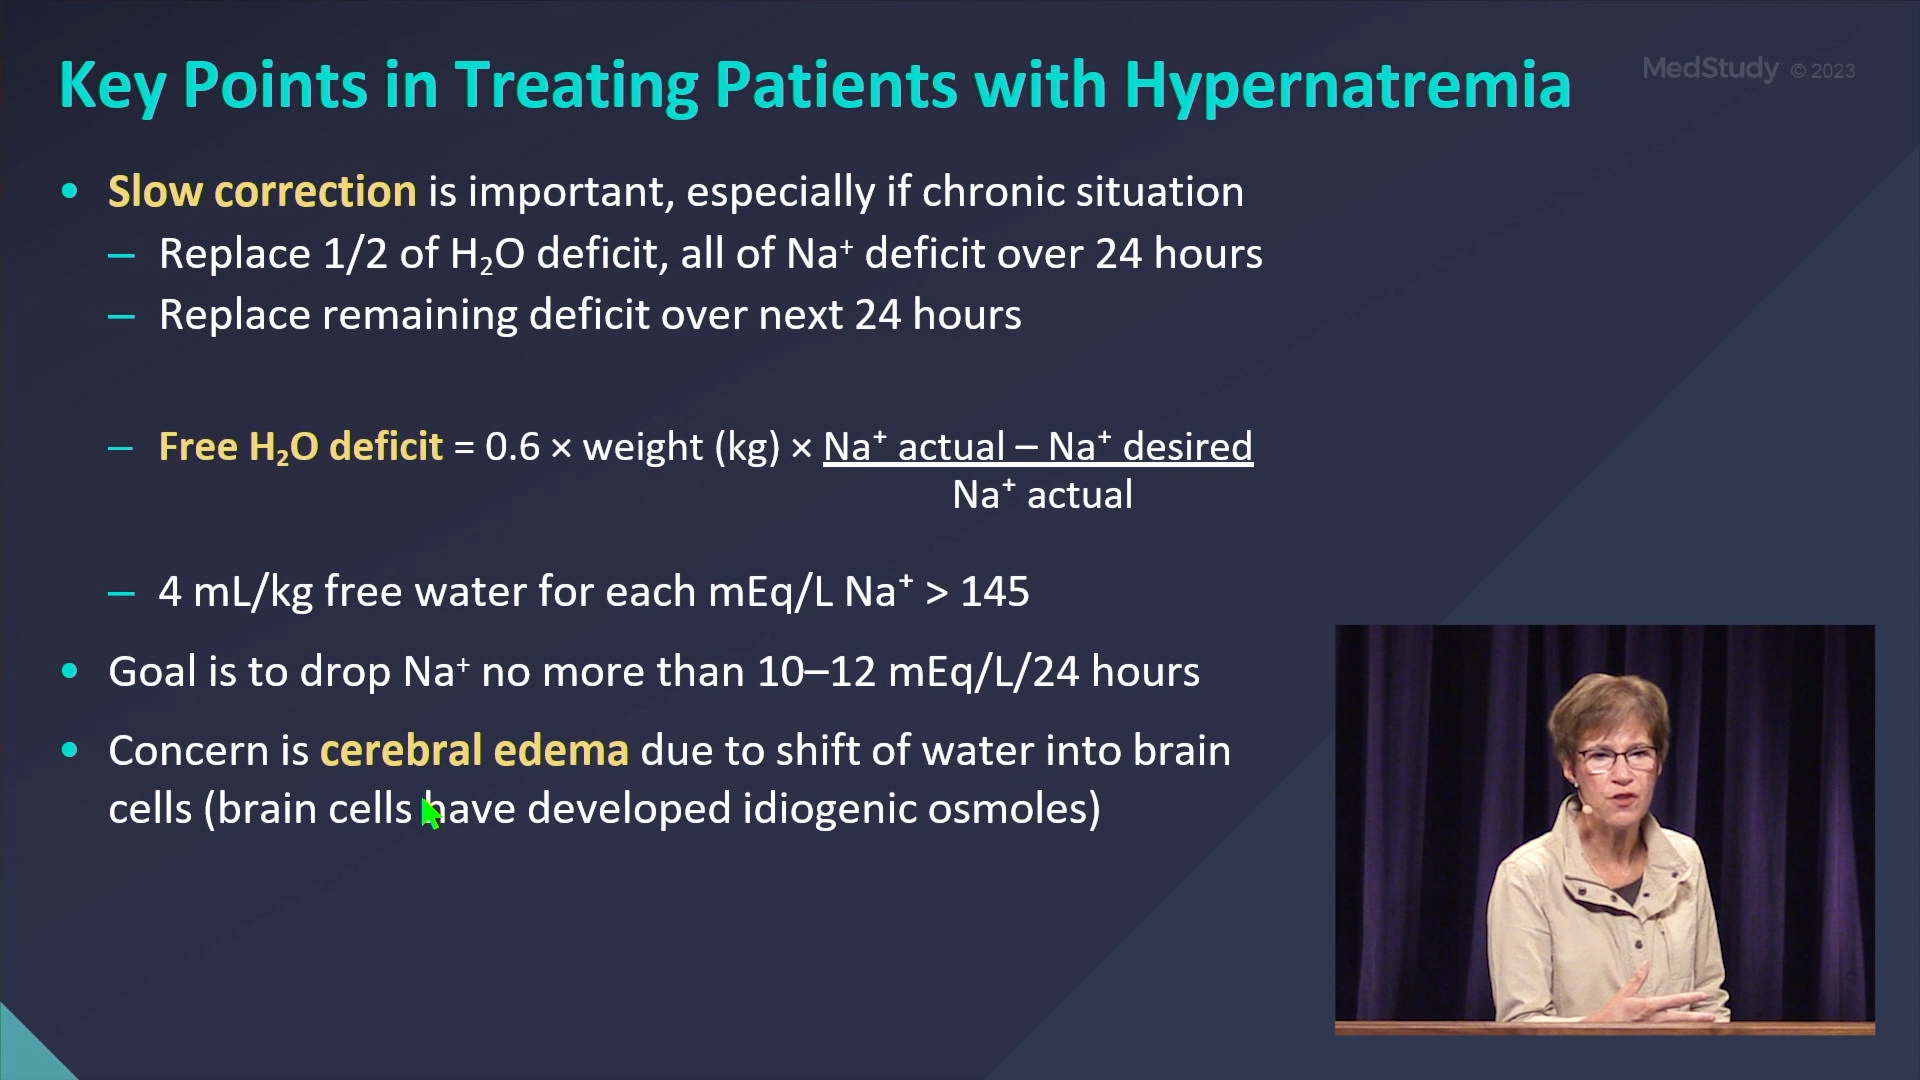 Key Points in Treating Patients with Hypernatremia
MedStudy © 2023
• Slow correction is important, especially if chronic situation
– Replace 1/2 of H₂O deficit, all of Na⁺ deficit over 24 hours
– Replace remaining deficit over next 24 hours
– Free H₂O deficit = 0.6 × weight (kg) × Na⁺ actual – Na⁺ desired
Na⁺ actual
– 4 mL/kg free water for each mEq/L Na⁺ > 145
• Goal is to drop Na⁺ no more than 10–12 mEq/L/24 hours
• Concern is cerebral edema due to shift of water into brain
cells (brain cells have developed idiogenic osmoles)